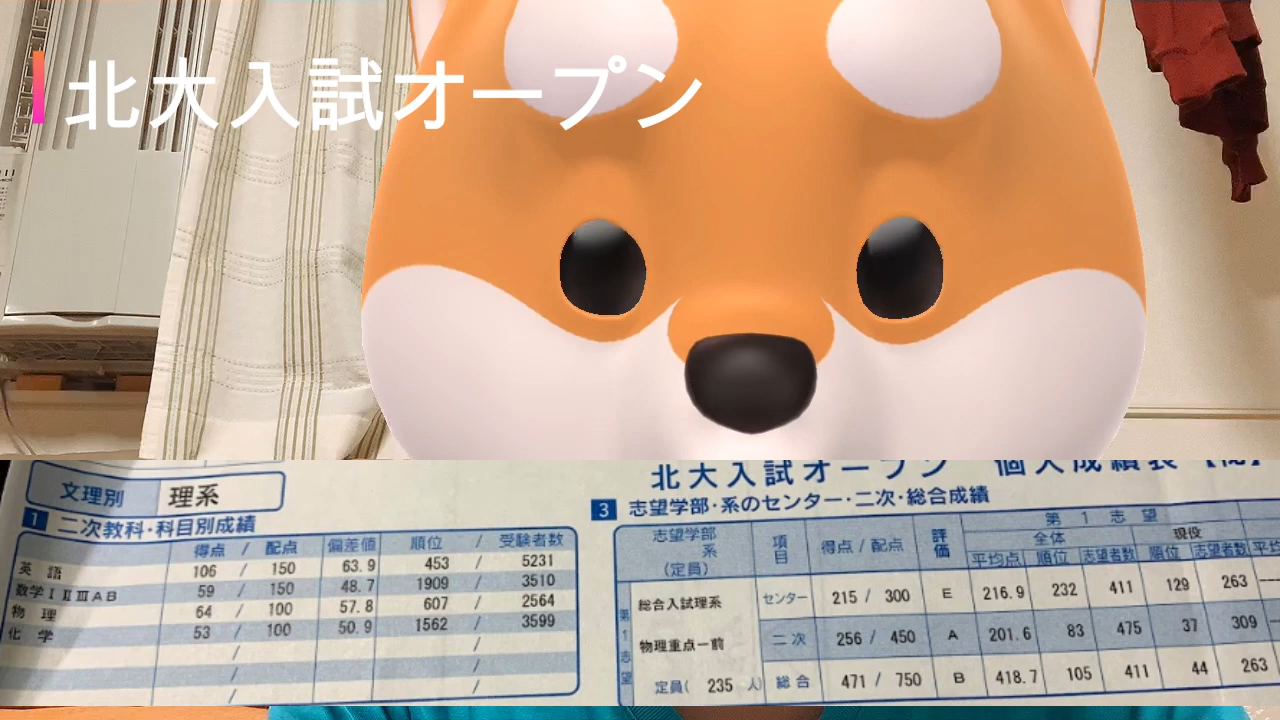 北大入試オープン
文理別 理系
1 二次教科・科目別成績
得点 / 配点 偏差値 順位 / 受験者数
英語 106 / 150 63.9 453 / 5231
数学ⅠⅡⅢAB 59 / 150 48.7 1909 / 3510
物理 64 / 100 57.8 607 / 2564
化学 53 / 100 50.9 1562 / 3599
/ /
/ /
/ /
北大入試オープン 個人成績表
3 志望学部・系のセンター・二次・総合成績
志望学部 系 (定員) 項目 得点 / 配点 評価 第1志望
全体 現役
平均点 順位 志望者数 順位 志望者数 平均
第1志望
総合入試理系 センター 215 / 300 E 216.9 232 411 129 263
物理重点ー前 二次 256 / 450 A 201.6 83 475 37 309
定員( 235 人) 総合 471 / 750 B 418.7 105 411 44 263